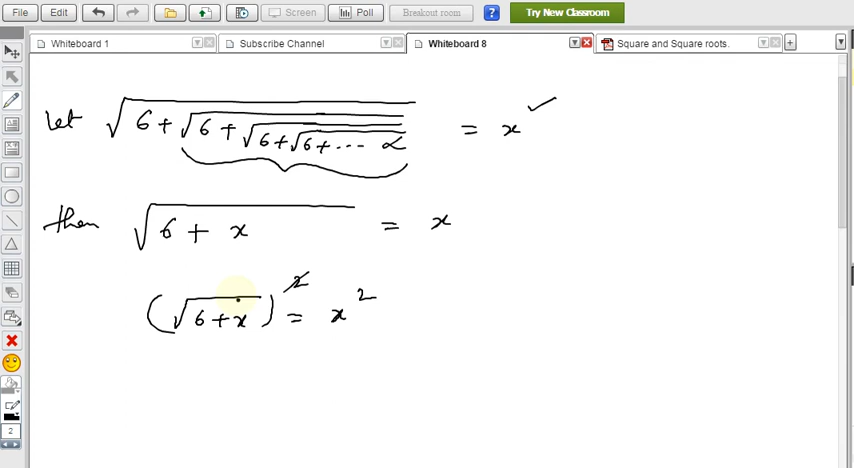 File Edit Screen Poll Breakout room ? Try New Classroom
Whiteboard 1 Subscribe Channel Whiteboard 8 Square and Square roots. +
Let √(6+√(6+√(6+√(6+··· ∝)))) = x ✓
then √(6 + x) = x
(√(6+x))² = x²
2